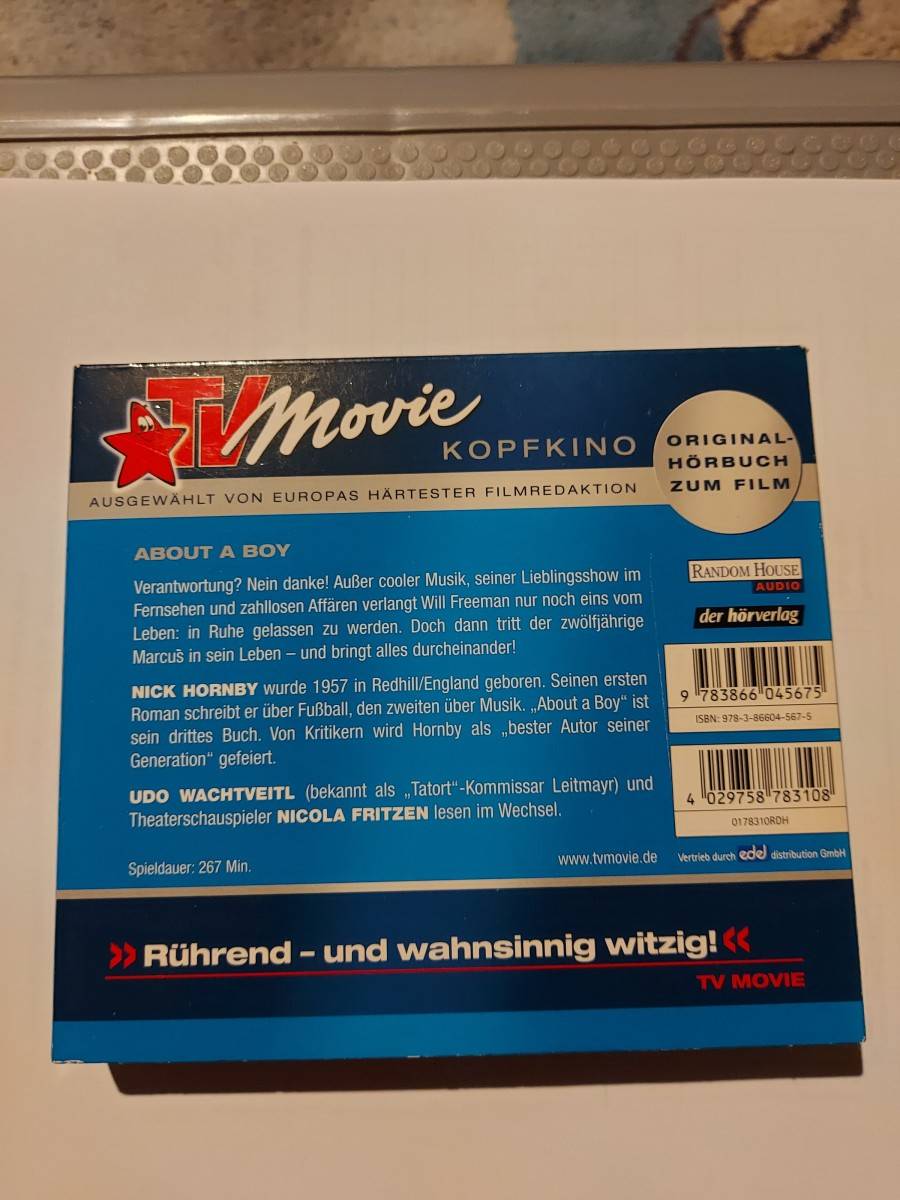 TV Movie
KOPFKINO
AUSGEWÄHLT VON EUROPAS HÄRTESTER FILMREDAKTION
ORIGINAL-
HÖRBUCH
ZUM FILM
ABOUT A BOY
Verantwortung? Nein danke! Außer cooler Musik, seiner Lieblingsshow im
Fernsehen und zahllosen Affären verlangt Will Freeman nur noch eins vom
Leben: in Ruhe gelassen zu werden. Doch dann tritt der zwölfjährige
Marcus in sein Leben – und bringt alles durcheinander!
NICK HORNBY wurde 1957 in Redhill/England geboren. Seinen ersten
Roman schreibt er über Fußball, den zweiten über Musik. „About a Boy“ ist
sein drittes Buch. Von Kritikern wird Hornby als „bester Autor seiner
Generation“ gefeiert.
UDO WACHTVEITL (bekannt als „Tatort“-Kommissar Leitmayr) und
Theaterschauspieler NICOLA FRITZEN lesen im Wechsel.
Spieldauer: 267 Min.
www.tvmovie.de
RANDOM HOUSE
AUDIO
der hörverlag
9 783866 045675
ISBN: 978-3-86604-567-5
4 029758 783108
0178310RDH
Vertrieb durch edel distribution GmbH
»Rührend – und wahnsinnig witzig!«
TV MOVIE